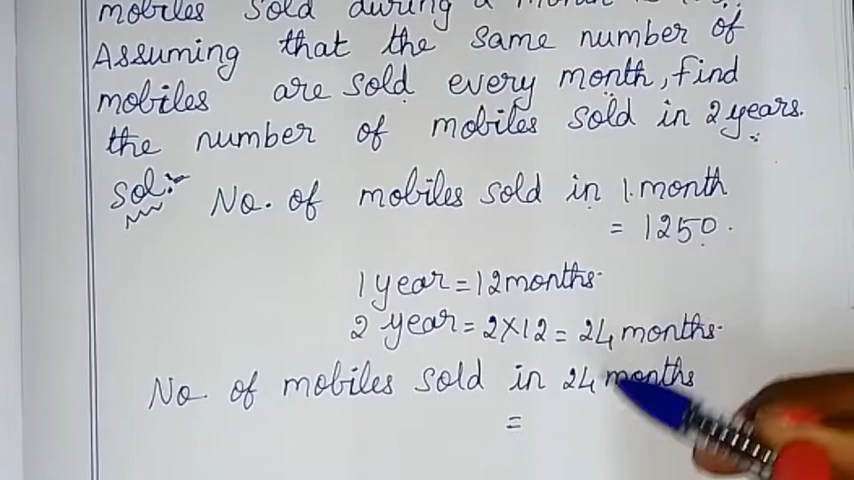 mobiles sold during a month is
Assuming that the same number of
mobiles are sold every month, find
the number of mobiles sold in 2 years.
Sol:-
No. of mobiles sold in 1 month
= 1250.
1 year = 12 months.
2 year = 2×12 = 24 months.
No. of mobiles sold in 24 months
=